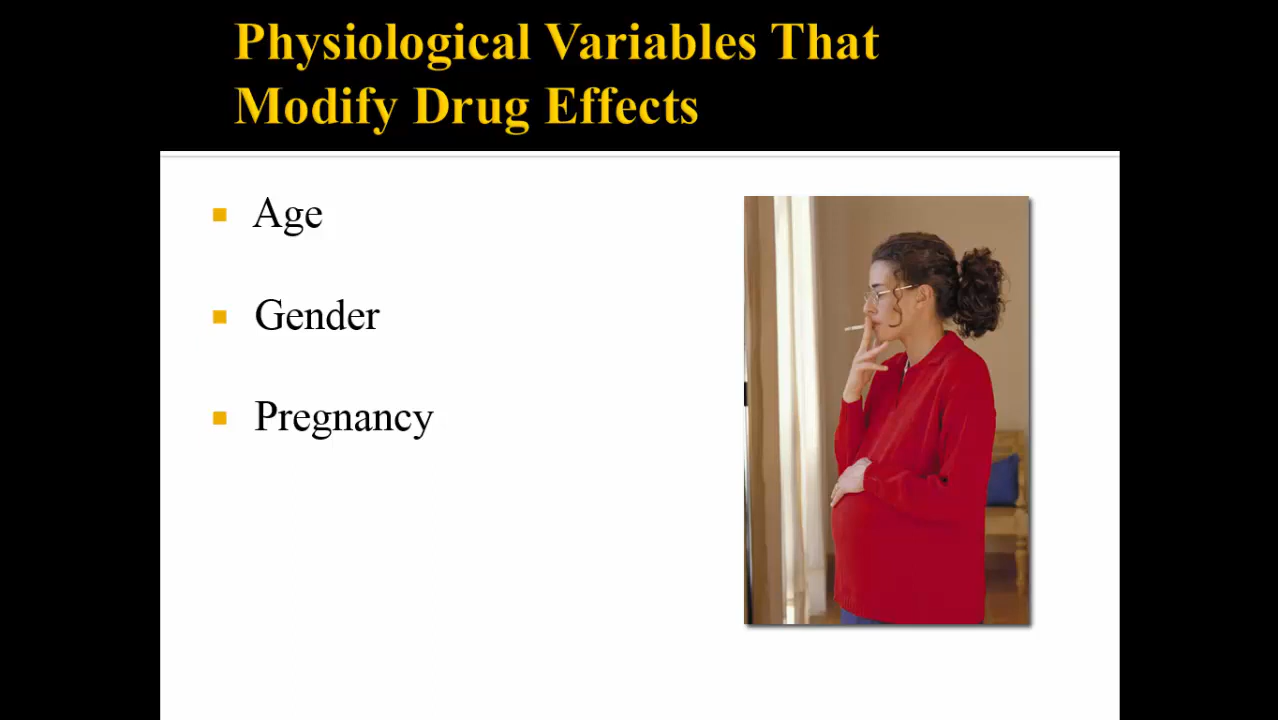 Physiological Variables That
Modify Drug Effects
Age
Gender
Pregnancy